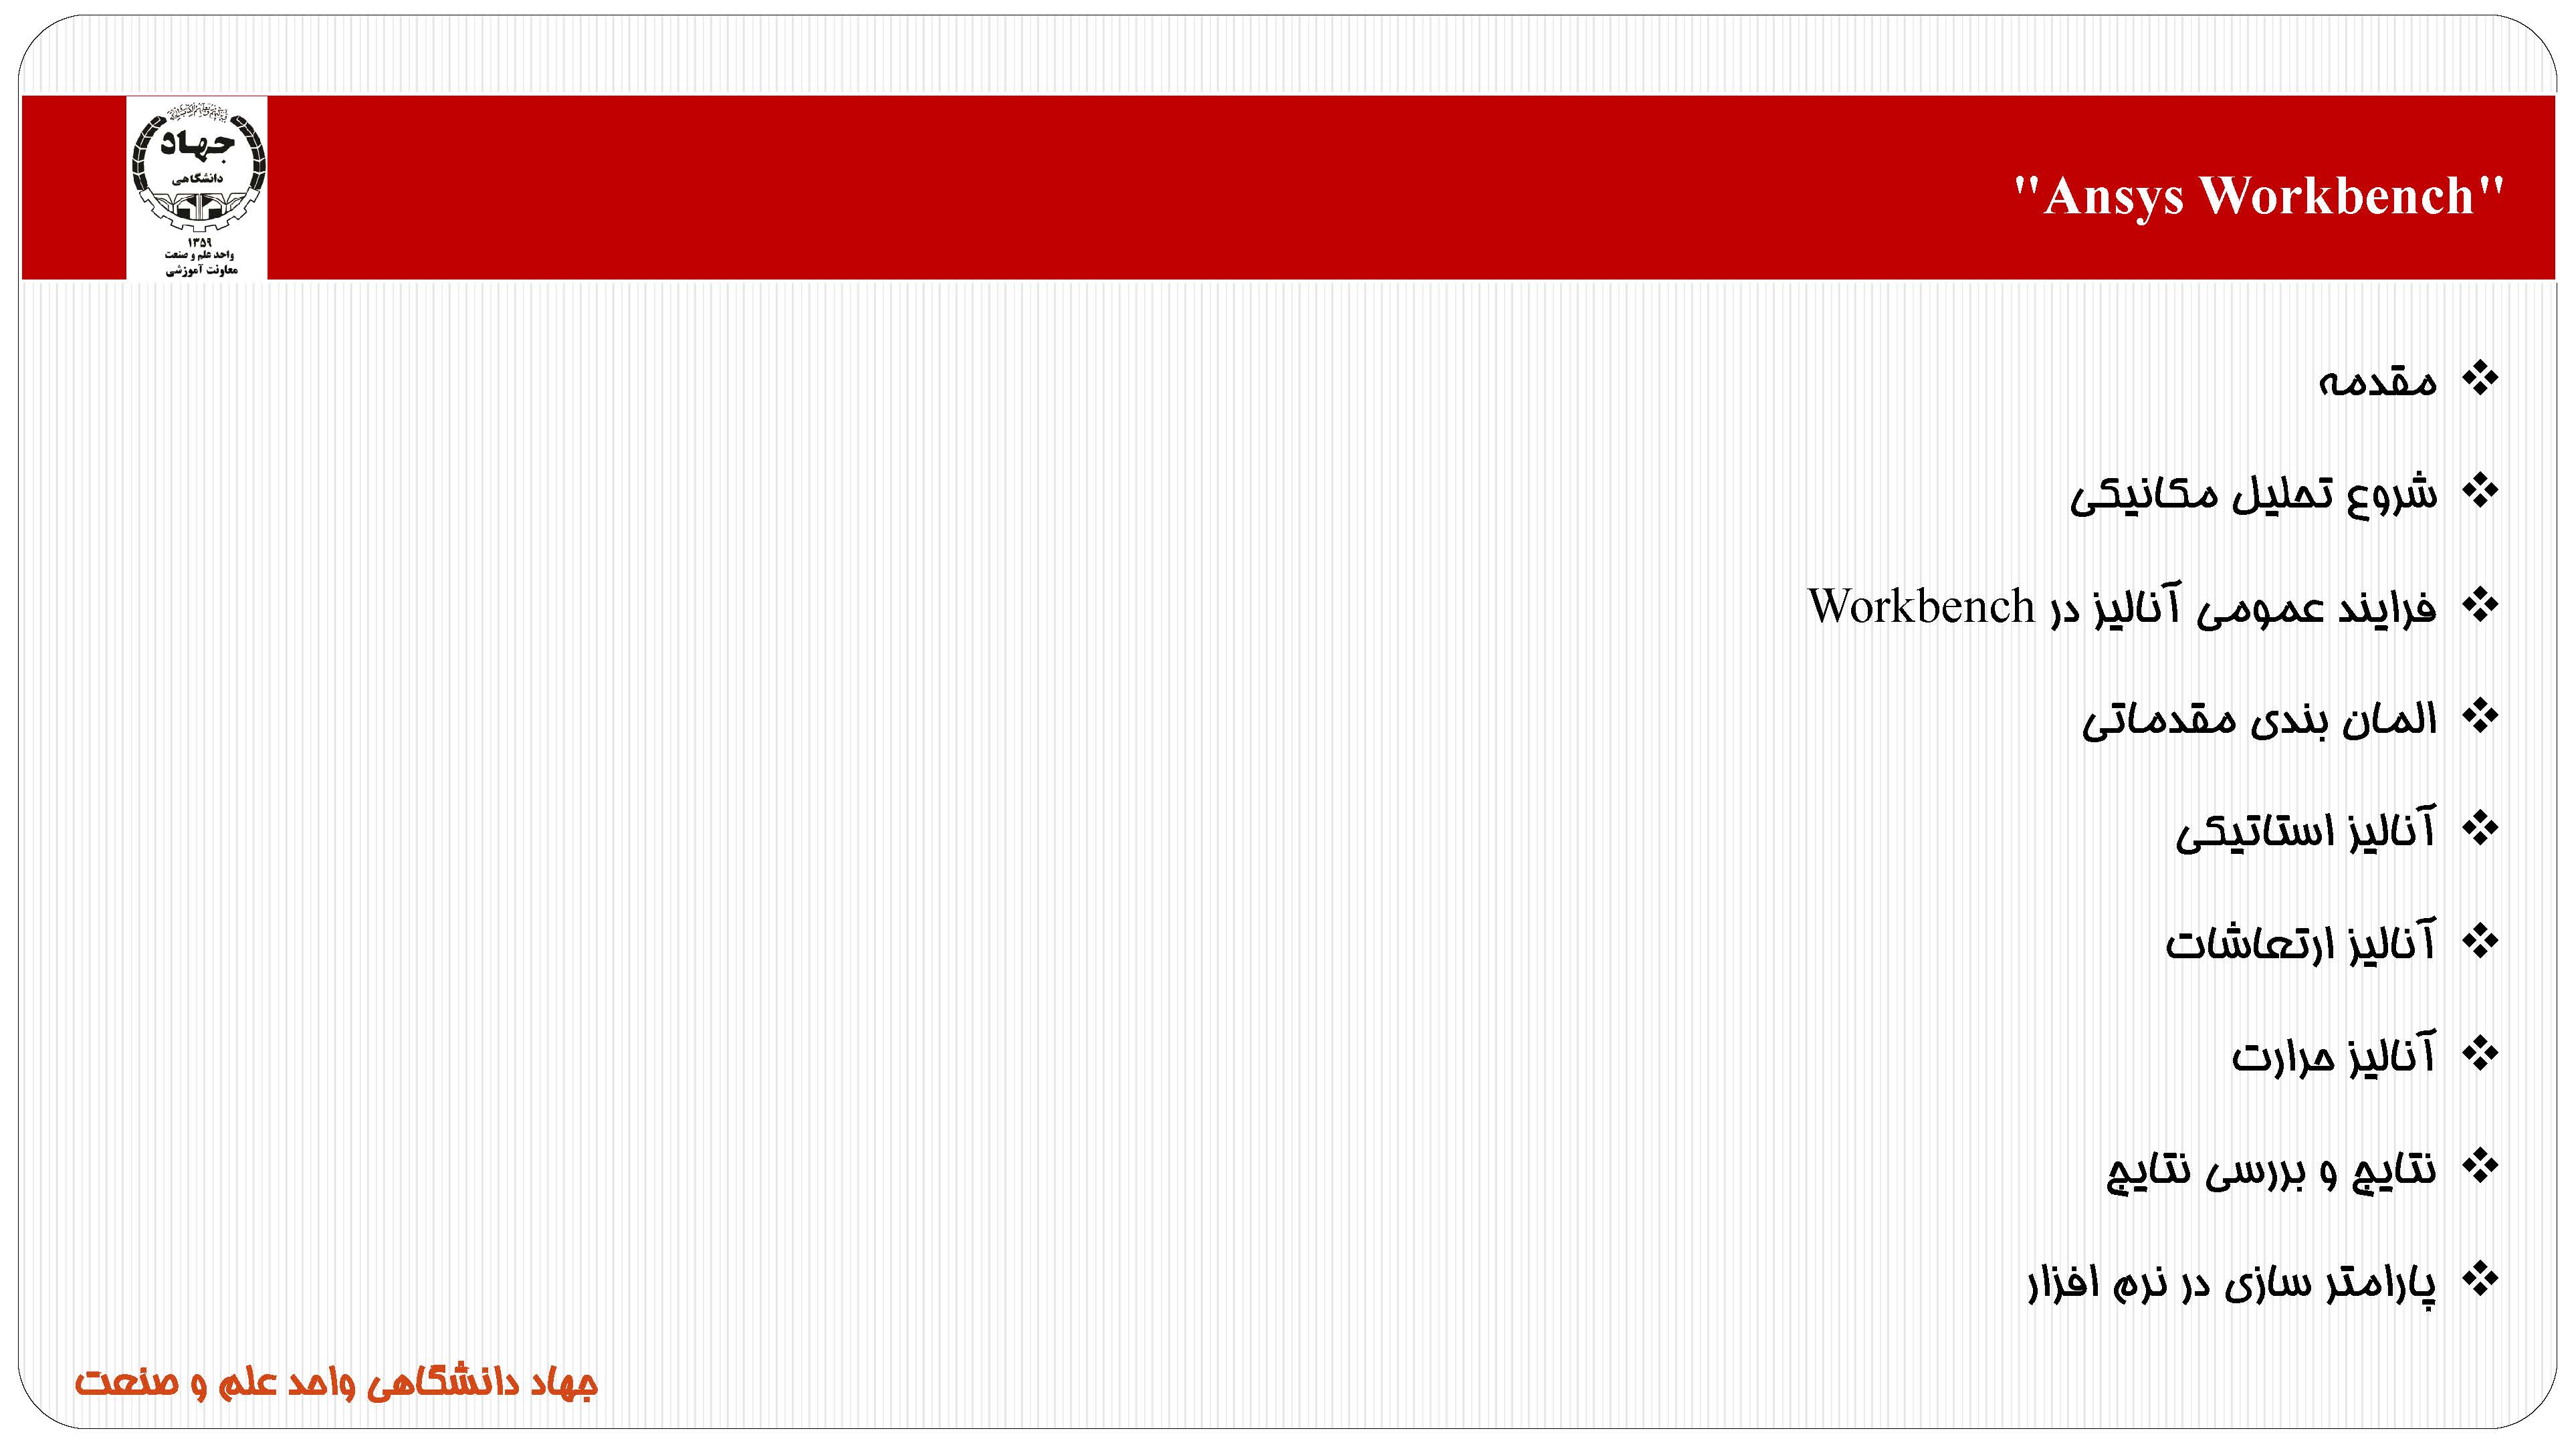 جهاد
دانشگاهی
۱۳۵۹
واحد علم و صنعت
معاونت آموزشی
"Ansys Workbench"
❖ مقدمه
❖ شروع تحلیل مکانیکی
❖ فرایند عمومی آنالیز در Workbench
❖ المان بندی مقدماتی
❖ آنالیز استاتیکی
❖ آنالیز ارتعاشات
❖ آنالیز حرارت
❖ نتایج و بررسی نتایج
❖ پارامتر سازی در نرم افزار
جهاد دانشگاهی واحد علم و صنعت